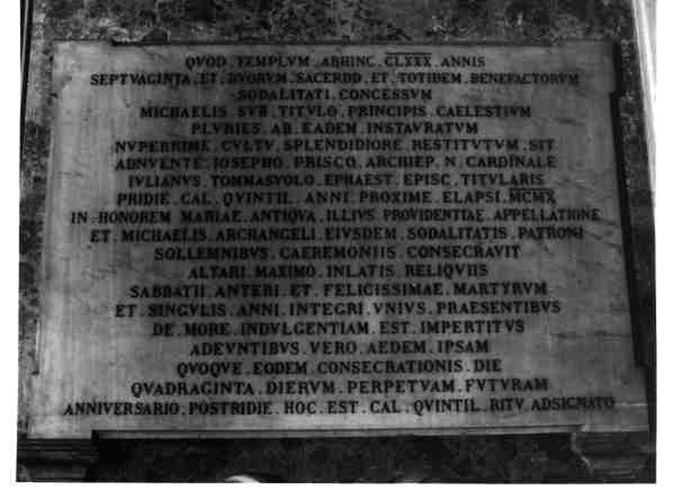 QVOD . TEMPLVM . ABHINC . CLXXX . ANNIS
SEPTVAGINTA . ET . DVORVM . SACERDD . ET . TOTIDEM . BENEFACTORVM
SODALITATI . CONCESSVM
MICHAELIS . SVB . TITVLO . PRINCIPIS . CAELESTIVM
PLVRIES . AB . EADEM . INSTAVRATVM
NVPERRIME . CVLTV . SPLENDIDIORE . RESTITVTVM . SIT
ADNVENTE . IOSEPHO . PRISCO . ARCHIEP . N . CARDINALE
IVLIANVS . TOMMASVOLO . EPHAEST . EPISC . TITVLARIS
PRIDIE . CAL . QVINTIL . ANNI . PROXIME . ELAPSI . MCMX
IN . HONOREM . MARIAE . ANTIQVA . ILLIVS . PROVIDENTIAE . APPELLATIONE
ET . MICHAELIS . ARCHANGELI . EIVSDEM . SODALITATIS . PATRONI
SOLLEMNIBVS . CAEREMONIIS . CONSECRAVIT
ALTARI . MAXIMO . INLATIS . RELIQVIIS
SABBATII . ANTERI . ET . FELICISSIMAE . MARTYRVM
ET . SINGVLIS . ANNI . INTEGRI . VNIVS . PRAESENTIBVS
DE . MORE . INDVLGENTIAM . EST . IMPERTITVS
ADEVNTIBVS . VERO . AEDEM . IPSAM
QVOQVE . EODEM . CONSECRATIONIS . DIE
QVADRAGINTA . DIERVM . PERPETVAM . FVTVRAM
ANNIVERSARIO . POSTRIDIE . HOC . EST . CAL . QVINTIL . RITV . ADSIGNATO